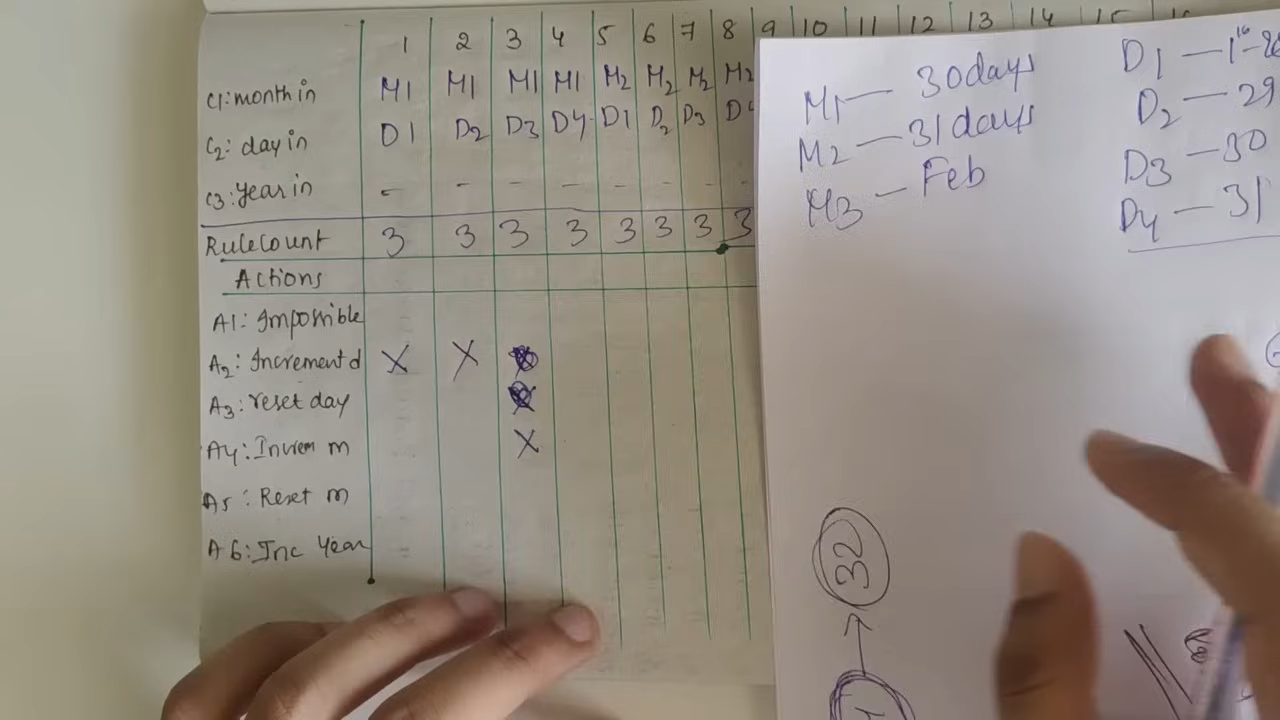 1 2 3 4 5 6 7 8 9 10 11 12 13 14 15
C1: month in M1 M1 M1 M1 M2 M2 M2 M2
C2: day in D1 D2 D3 D4 D1 D2 D3 D4
C3: Year in - - - - - - - -
Rule count 3 3 3 3 3 3 3 3
Actions
A1: Impossible
A2: Increment d X X
A3: reset day
A4: Increm m X
A5: Reset m
A6: Inc Year
M1 — 30 days
M2 — 31 days
M3 — Feb
D1 — 1
D2 — 29
D3 — 30
D4 — 31
32